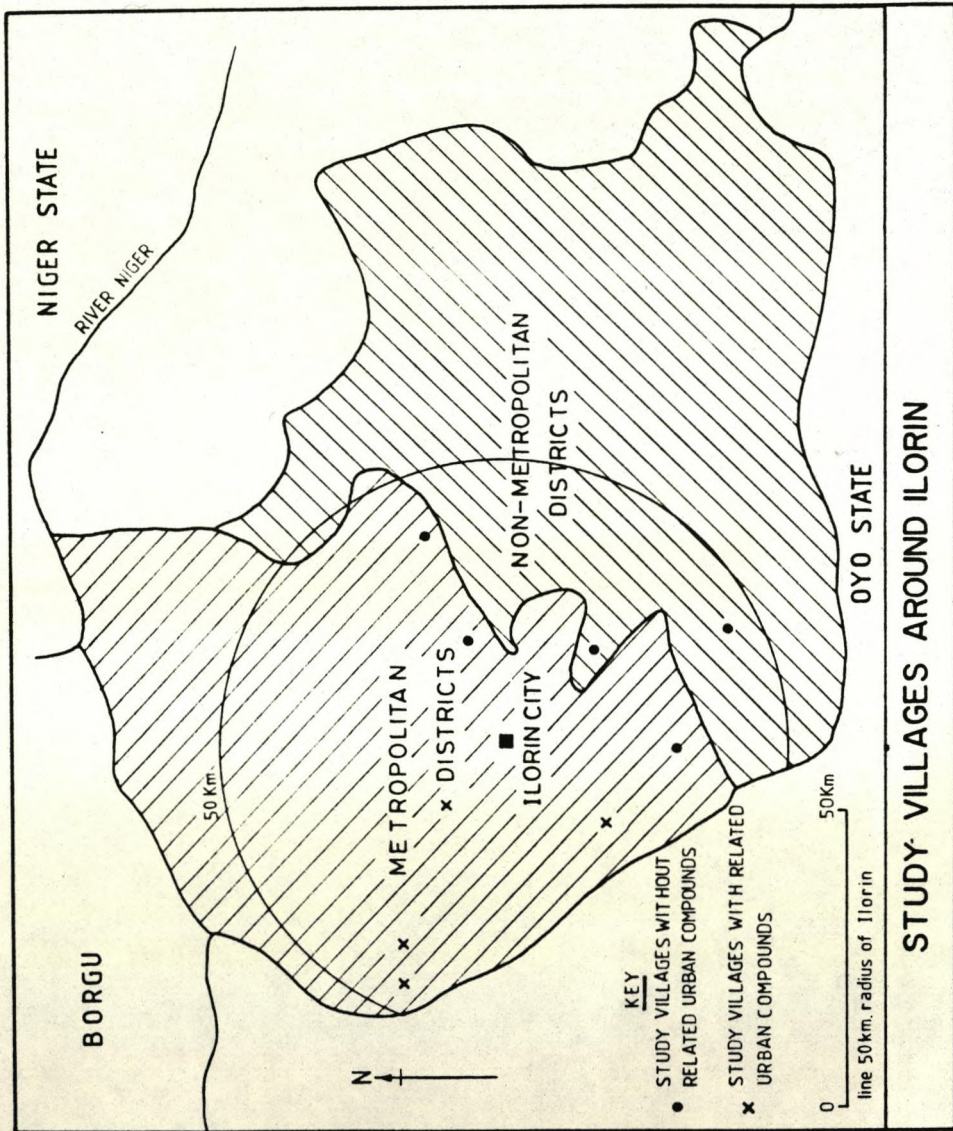 BORGU
NIGER STATE
RIVER NIGER
50 Km.
METROPOLITAN
DISTRICTS
ILORIN CITY
NON-METROPOLITAN
DISTRICTS
OYO STATE
N
KEY
STUDY VILLAGES WITHOUT
RELATED URBAN COMPOUNDS
STUDY VILLAGES WITH RELATED
URBAN COMPOUNDS
0 50Km
line 50km. radius of Ilorin
STUDY VILLAGES AROUND ILORIN